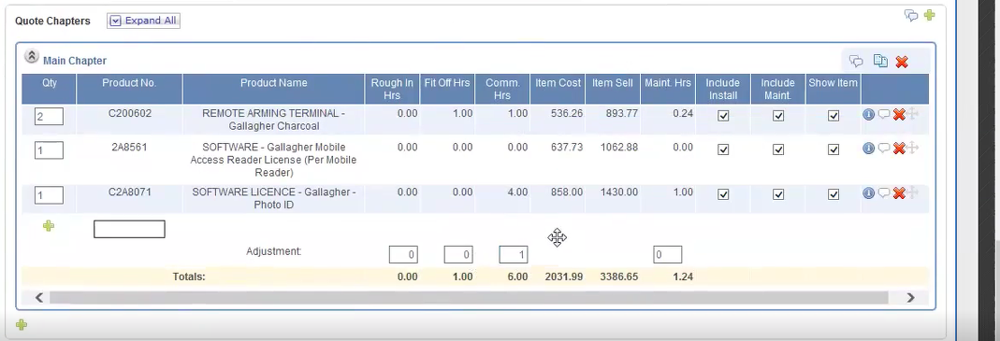 Quote Chapters Expand All
Main Chapter
Qty Product No. Product Name Rough In Hrs Fit Off Hrs Comm. Hrs Item Cost Item Sell Maint. Hrs Include Install Include Maint. Show Item
2 C200602 REMOTE ARMING TERMINAL - Gallagher Charcoal 0.00 1.00 1.00 536.26 893.77 0.24
1 2A8561 SOFTWARE - Gallagher Mobile Access Reader License (Per Mobile Reader) 0.00 0.00 0.00 637.73 1062.88 0.00
1 C2A8071 SOFTWARE LICENCE - Gallagher - Photo ID 0.00 0.00 4.00 858.00 1430.00 1.00
Adjustment: 0 0 1 0
Totals: 0.00 1.00 6.00 2031.99 3386.65 1.24